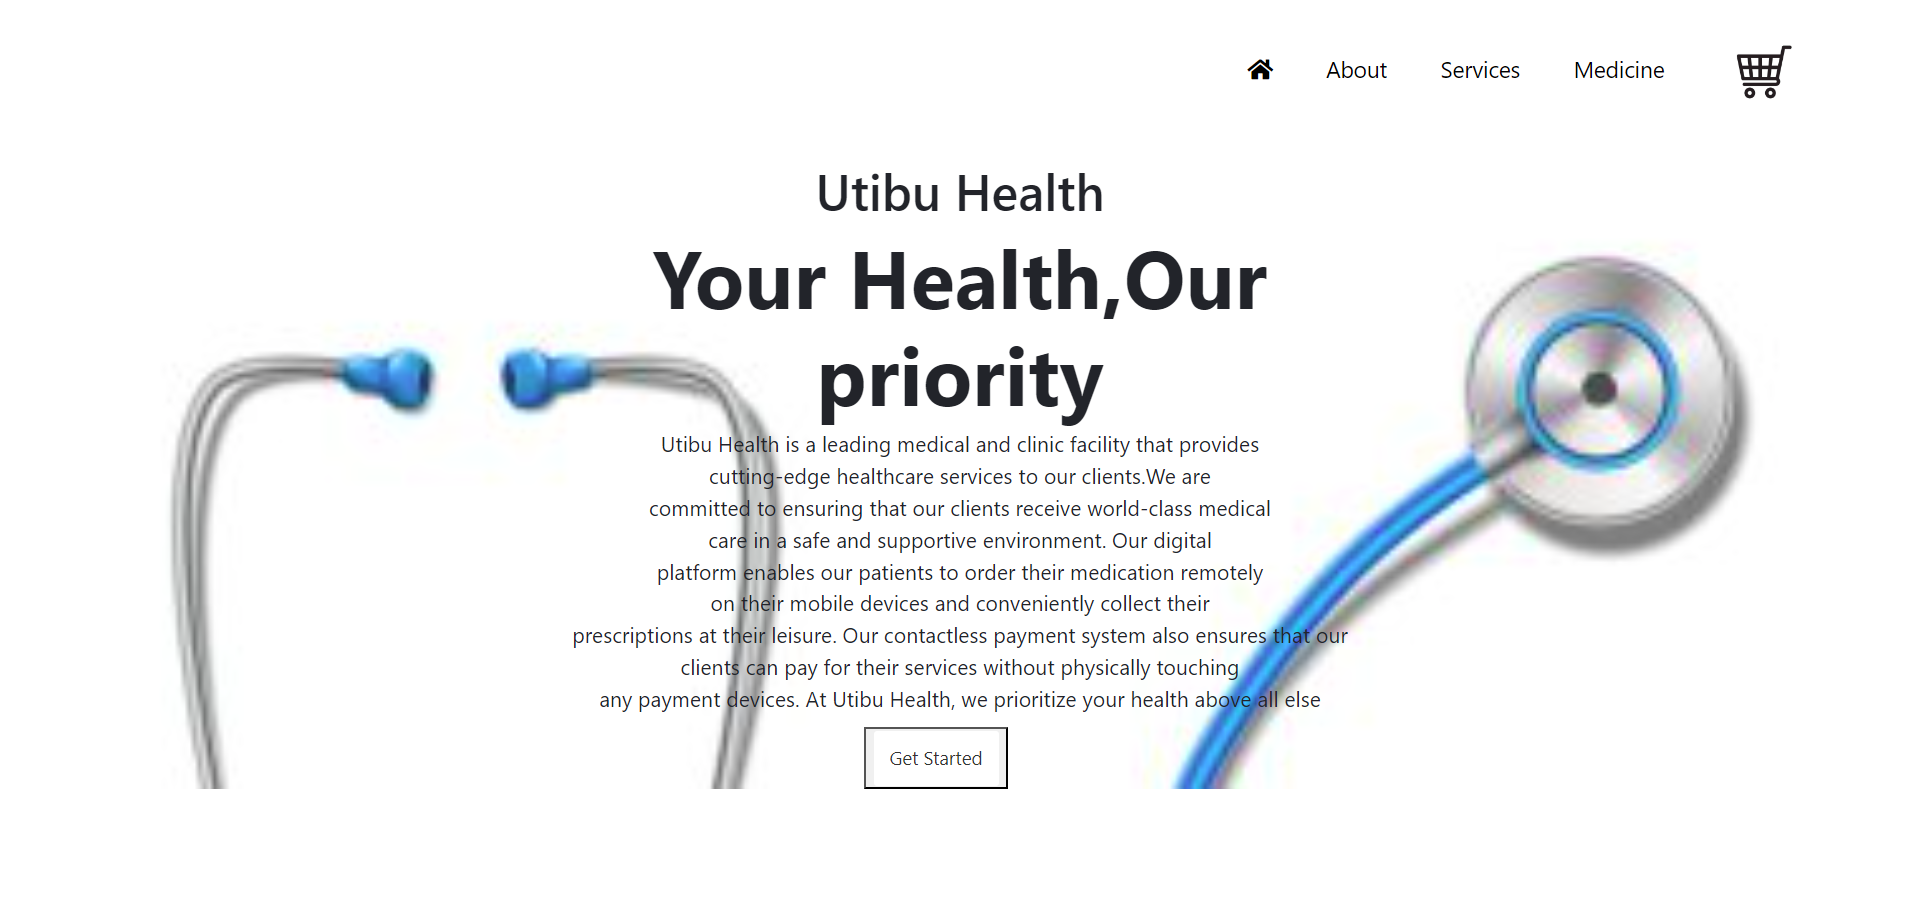 About Services Medicine
Utibu Health
Your Health,Our
priority
Utibu Health is a leading medical and clinic facility that provides
cutting-edge healthcare services to our clients.We are
committed to ensuring that our clients receive world-class medical
care in a safe and supportive environment. Our digital
platform enables our patients to order their medication remotely
on their mobile devices and conveniently collect their
prescriptions at their leisure. Our contactless payment system also ensures that our
clients can pay for their services without physically touching
any payment devices. At Utibu Health, we prioritize your health above all else
Get Started